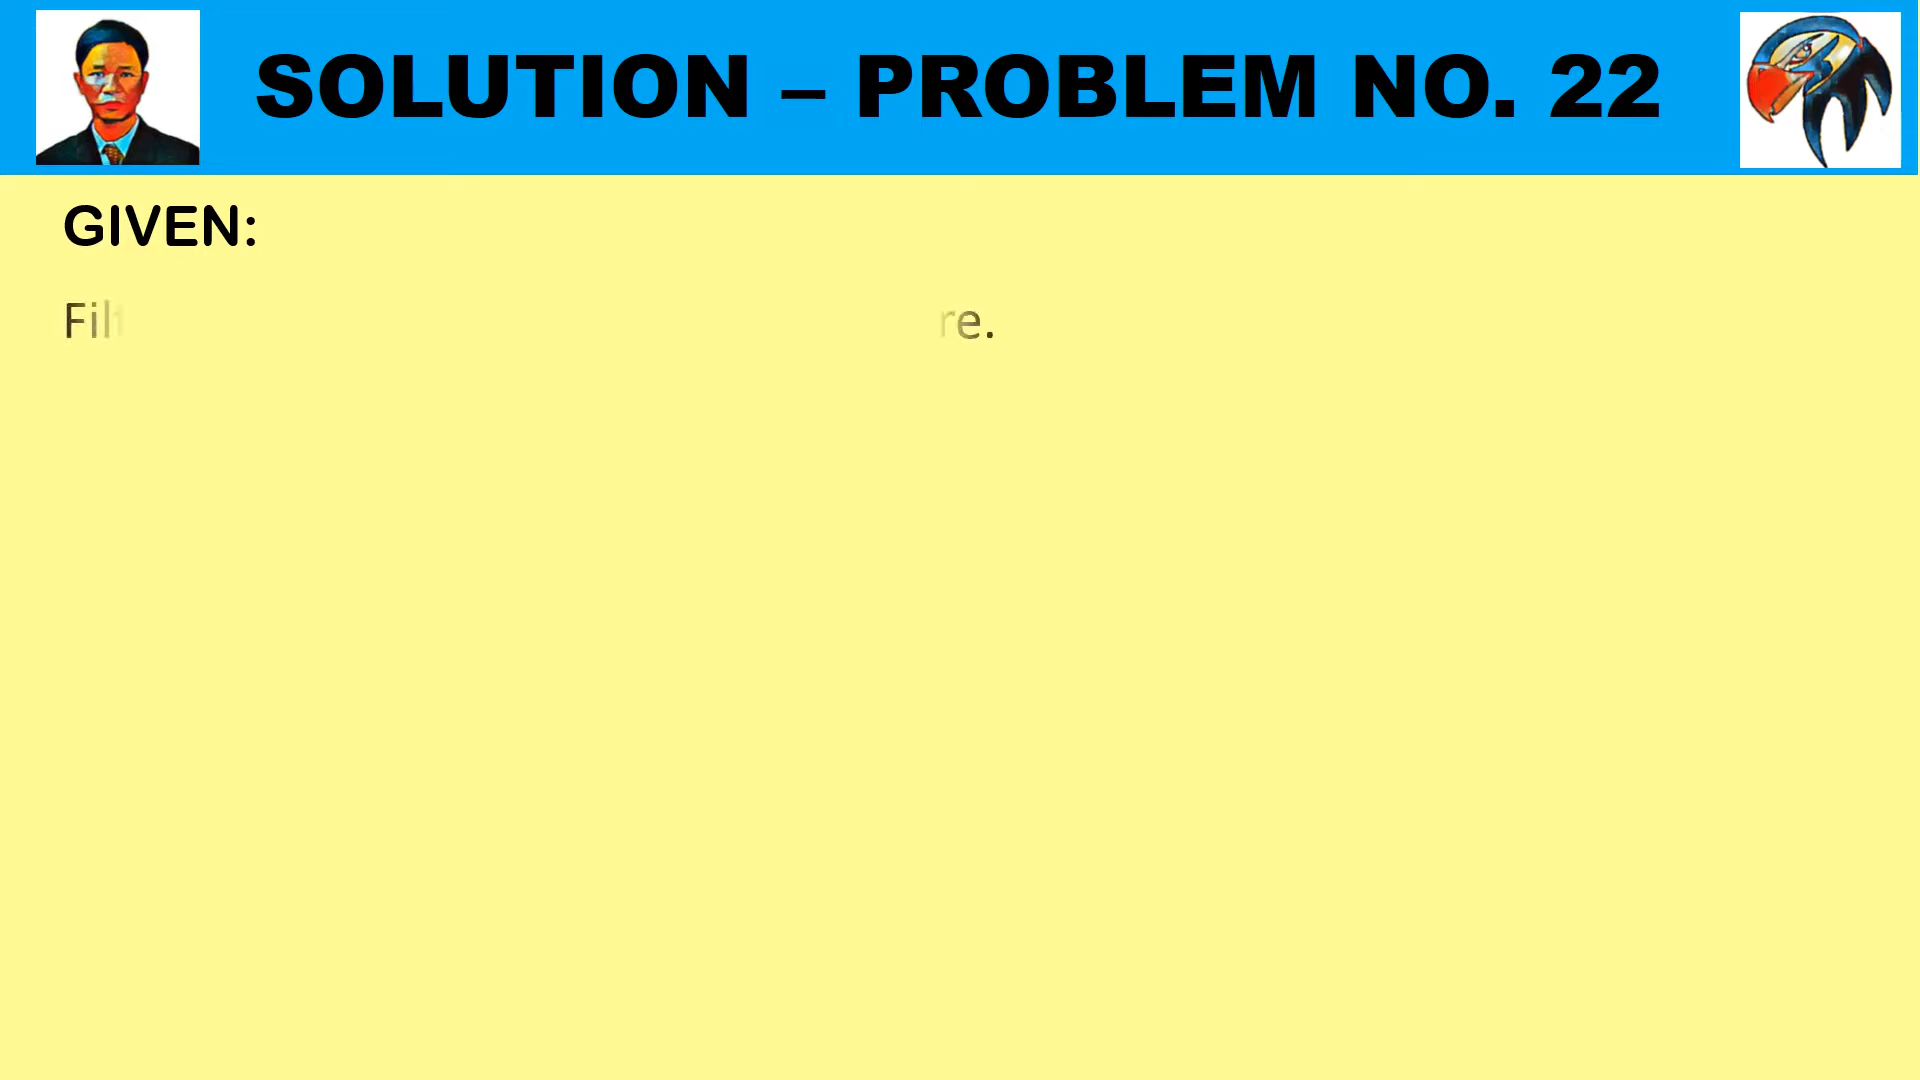 SOLUTION – PROBLEM NO. 22
GIVEN: